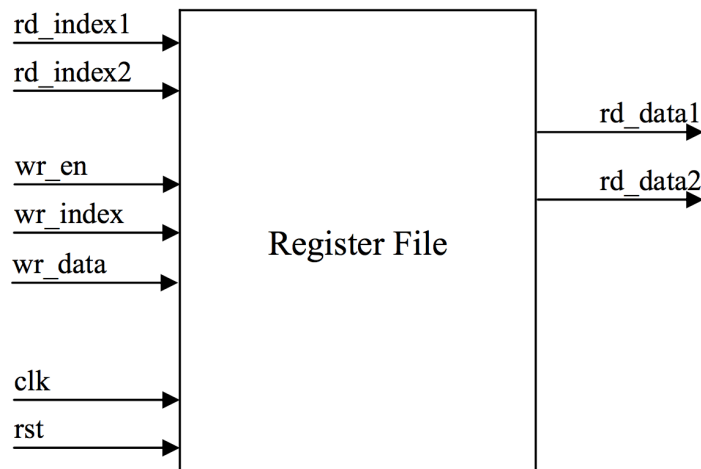 rd_index1
rd_index2
wr_en
wr_index
wr_data
clk
rst
Register File
rd_data1
rd_data2